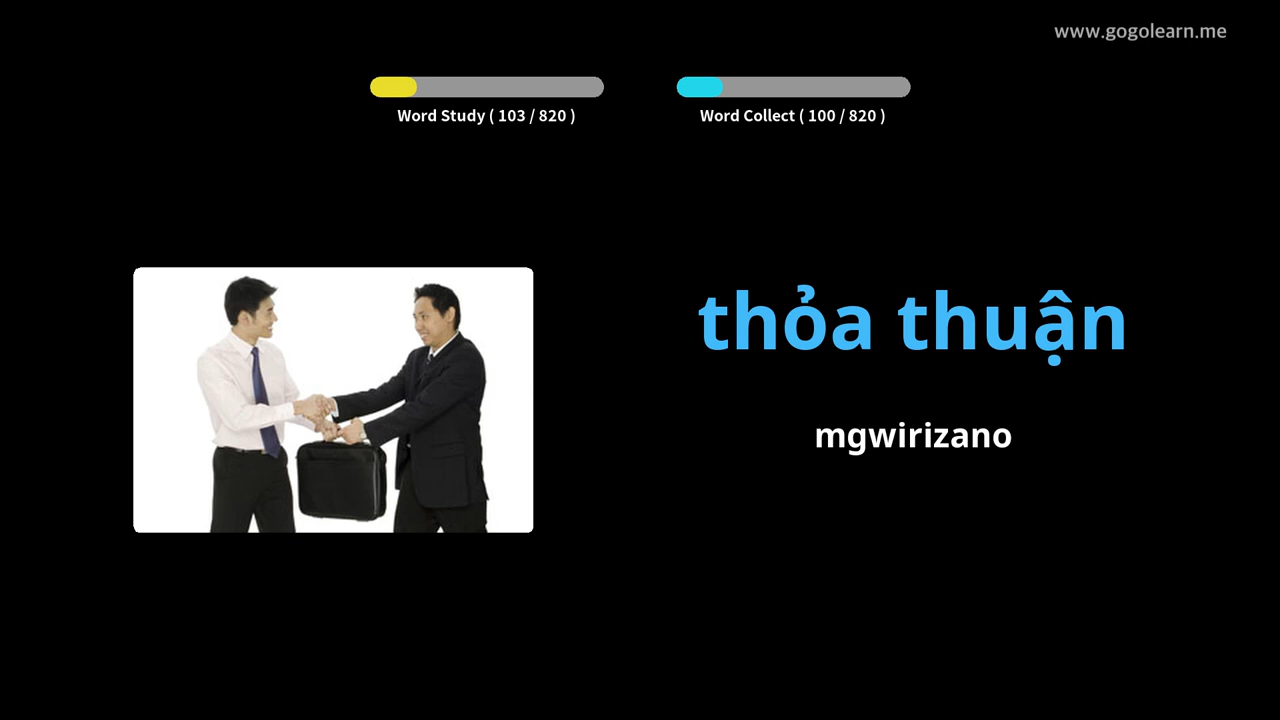 www.gogolearn.me
Word Study ( 103 / 820 )
Word Collect ( 100 / 820 )
thỏa thuận
mgwirizano